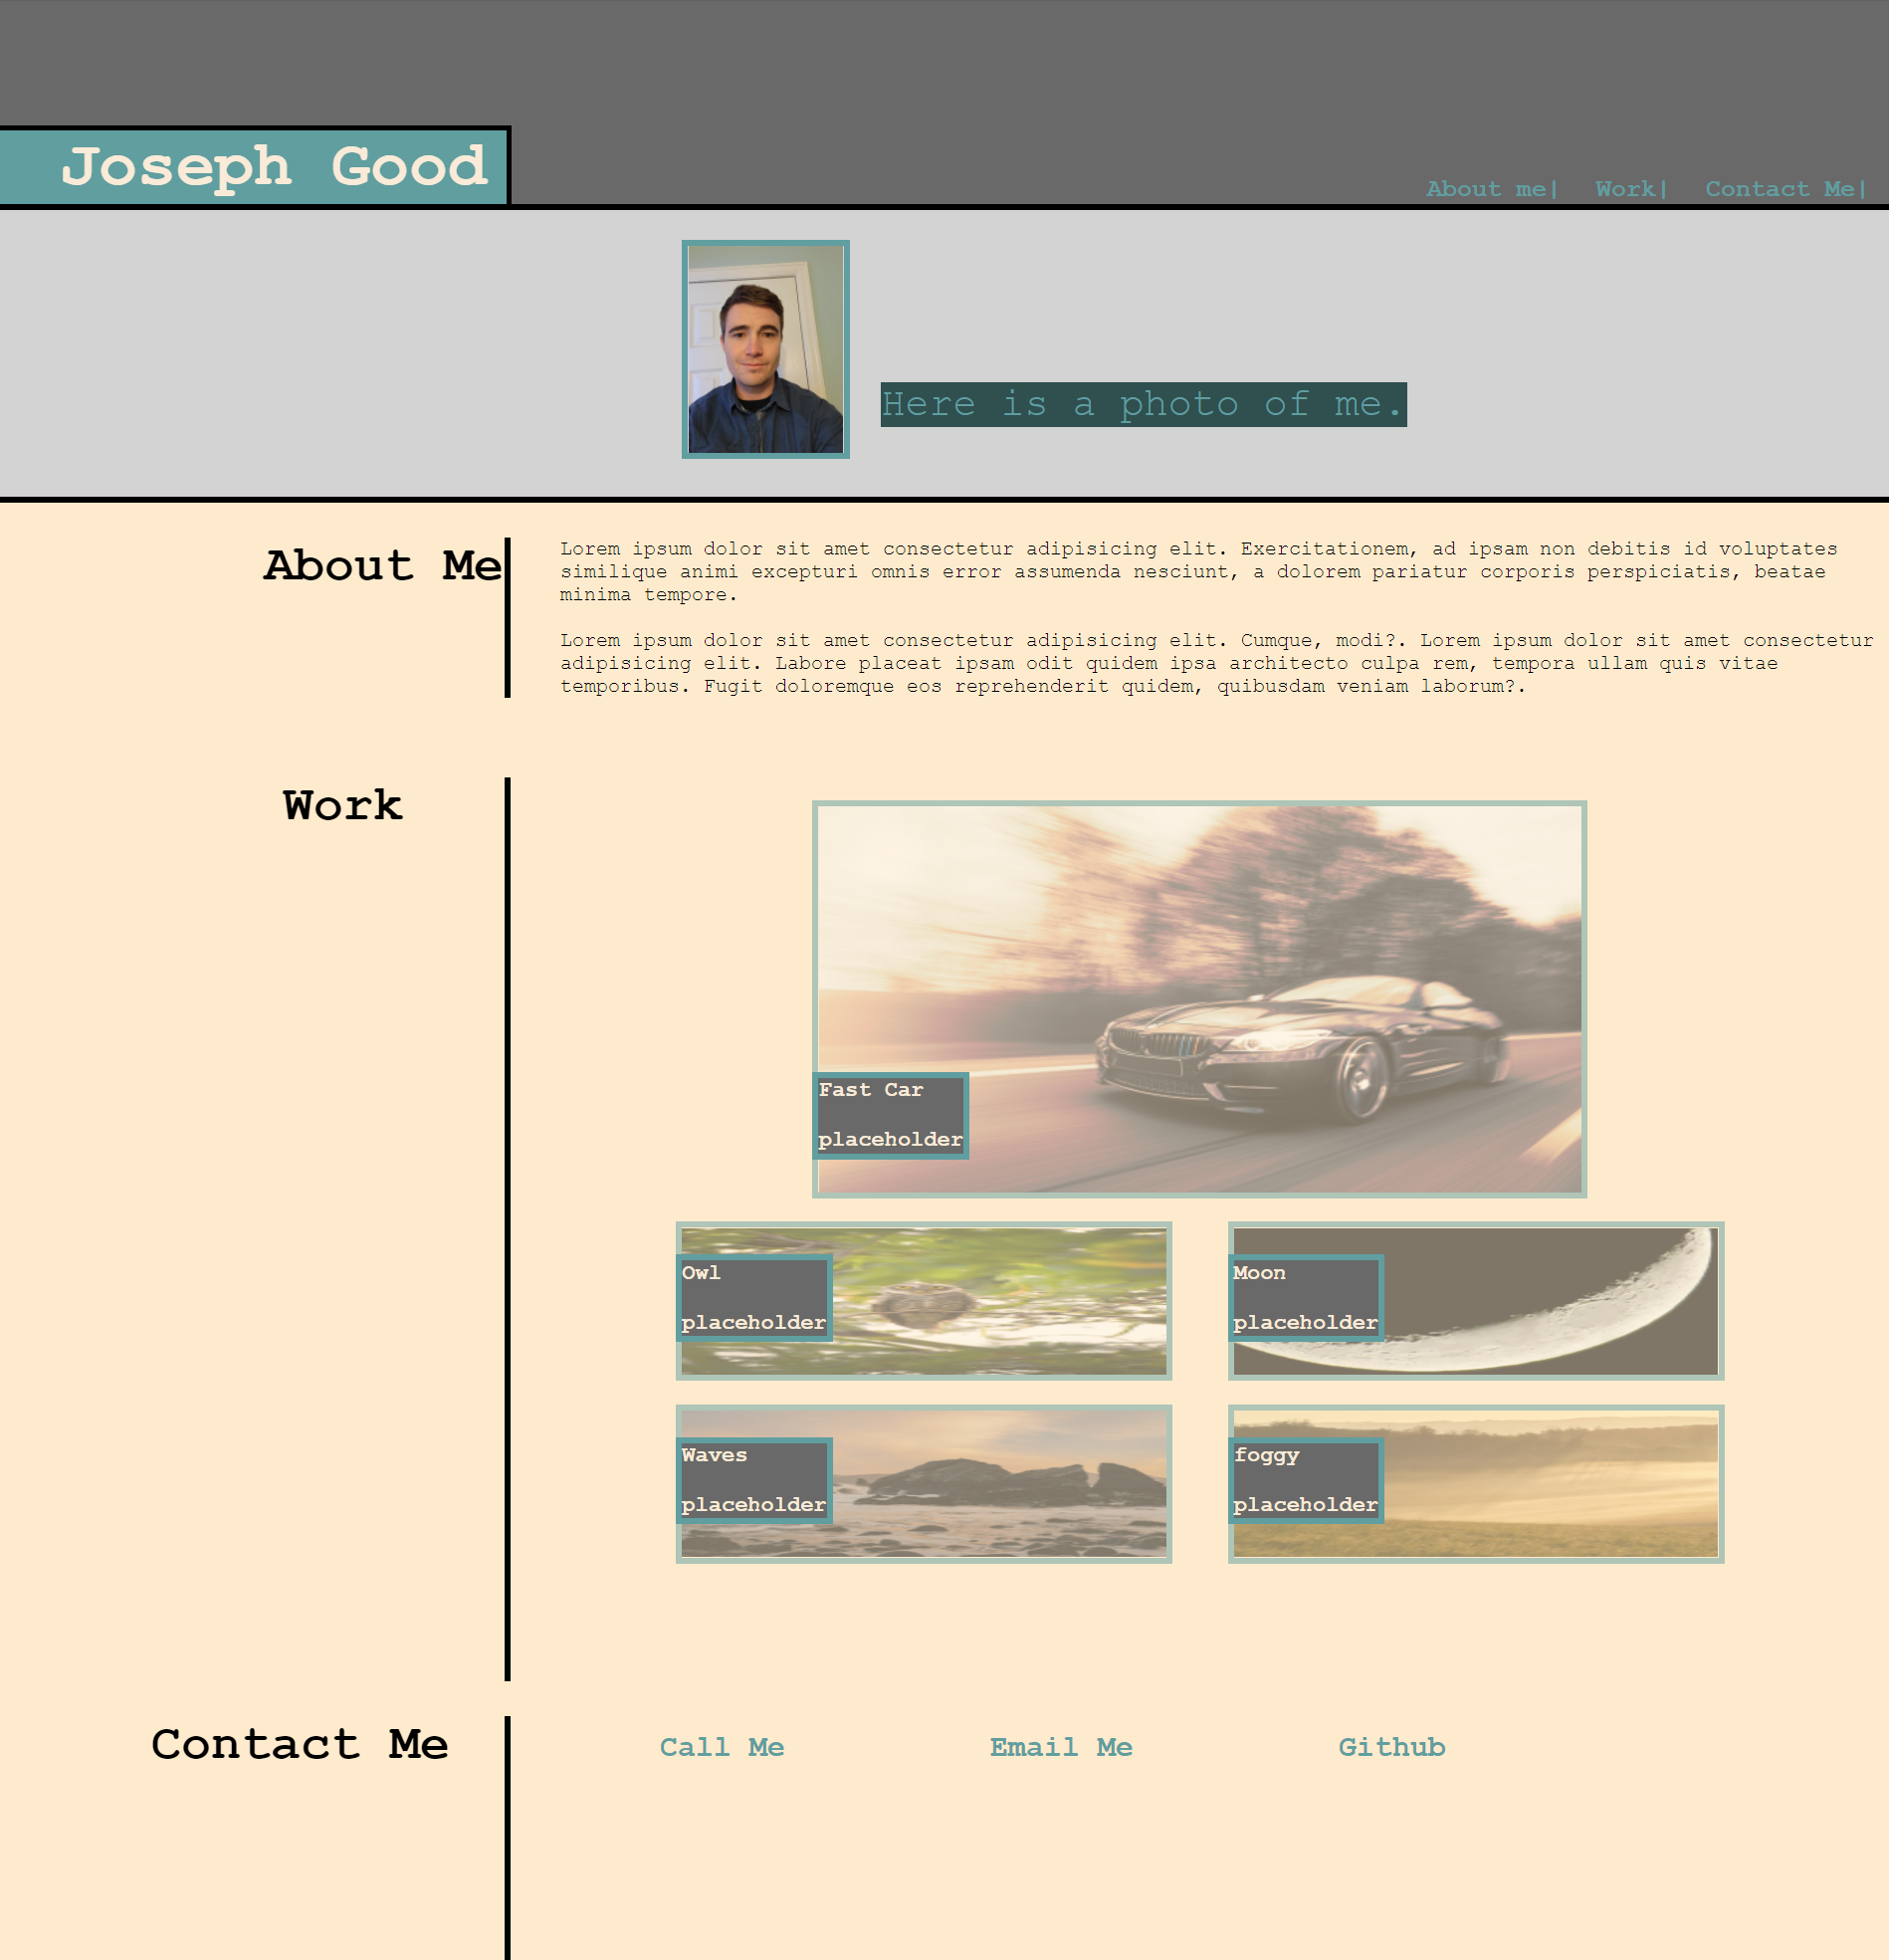 Joseph Good
About me| Work| Contact Me|
Here is a photo of me.
About Me
Lorem ipsum dolor sit amet consectetur adipisicing elit. Exercitationem, ad ipsam non debitis id voluptates
similique animi excepturi omnis error assumenda nesciunt, a dolorem pariatur corporis perspiciatis, beatae
minima tempore.
Lorem ipsum dolor sit amet consectetur adipisicing elit. Cumque, modi?. Lorem ipsum dolor sit amet consectetur
adipisicing elit. Labore placeat ipsam odit quidem ipsa architecto culpa rem, tempora ullam quis vitae
temporibus. Fugit doloremque eos reprehenderit quidem, quibusdam veniam laborum?.
Work
Fast Car
placeholder
Owl
placeholder
Moon
placeholder
Waves
placeholder
foggy
placeholder
Contact Me
Call Me
Email Me
Github